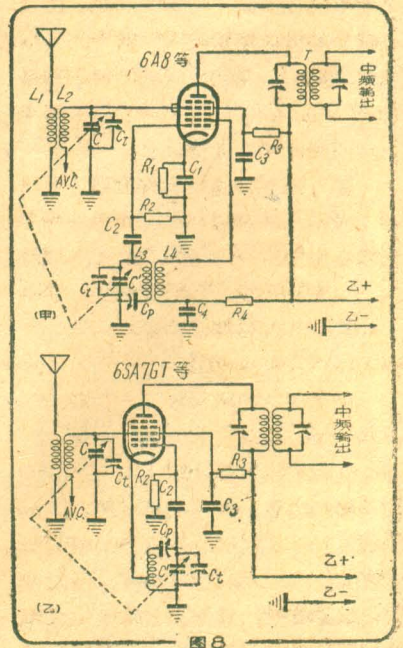 6A8等
T
L1 L2
C Ct
AVC.
中频输出
R3
C3
R1 C1
R2
C2
L3 L4
Ct C
Cp
C4 R4
乙+
乙-
(甲)
6SA7GT等
中频输出
C Ct
AVC.
R2 C2
R3
C3
Cp
C Ct
乙+
乙-
(乙)
图8